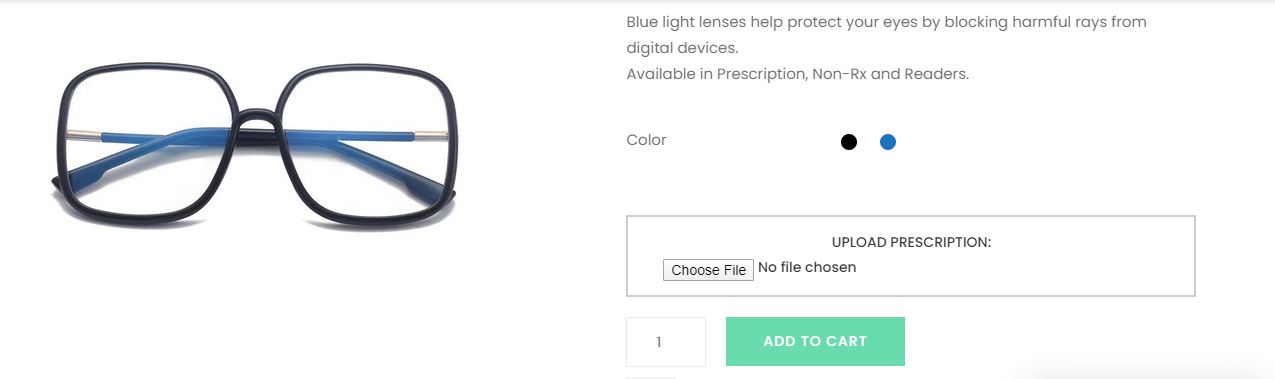 Blue light lenses help protect your eyes by blocking harmful rays from
digital devices.
Available in Prescription, Non-Rx and Readers.
Color
UPLOAD PRESCRIPTION:
Choose File No file chosen
1 ADD TO CART